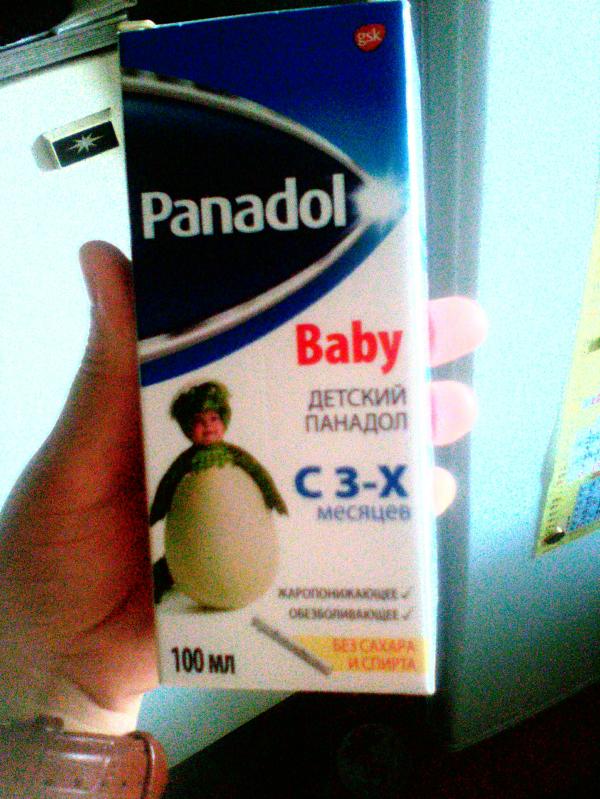 gsk
Panadol
Baby
ДЕТСКИЙ
ПАНАДОЛ
С 3-Х
месяцев
ЖАРОПОНИЖАЮЩЕЕ ✓
ОБЕЗБОЛИВАЮЩЕЕ ✓
БЕЗ САХАРА
И СПИРТА
100 мл